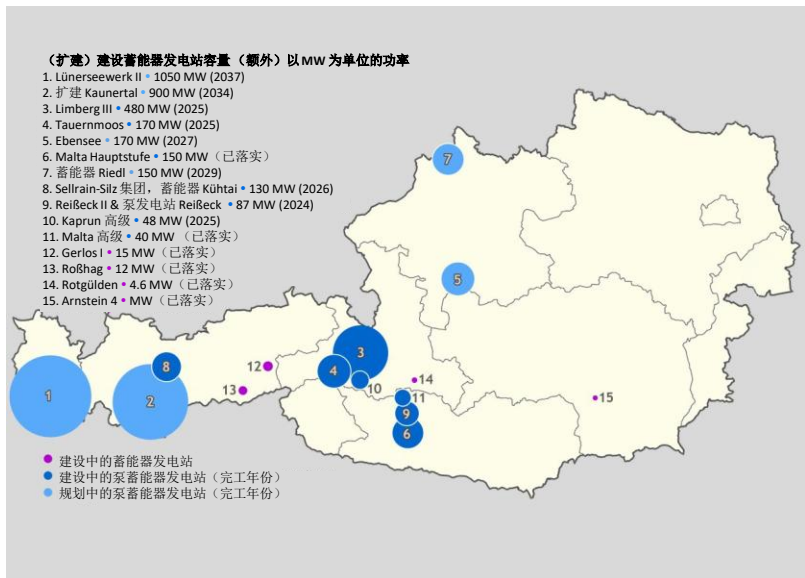 （扩建）建设蓄能器发电站容量（额外）以 MW 为单位的功率
1. Lünerseewerk II • 1050 MW (2037)
2. 扩建 Kaunertal • 900 MW (2034)
3. Limberg III • 480 MW (2025)
4. Tauernmoos • 170 MW (2025)
5. Ebensee • 170 MW (2027)
6. Malta Hauptstufe • 150 MW（已落实）
7. 蓄能器 Riedl • 150 MW (2029)
8. Sellrain-Silz 集团，蓄能器 Kühtai • 130 MW (2026)
9. Reißeck II & 泵发电站 Reißeck • 87 MW (2024)
10. Kaprun 高级 • 48 MW (2025)
11. Malta 高级 • 40 MW （已落实）
12. Gerlos I • 15 MW（已落实）
13. Roßhag • 12 MW（已落实）
14. Rotgülden • 4.6 MW（已落实）
15. Arnstein 4 • MW（已落实）
7
5
3
12
8
4
14
10
13
1
2
11
15
9
6
建设中的蓄能器发电站
建设中的泵蓄能器发电站（完工年份）
规划中的泵蓄能器发电站（完工年份）